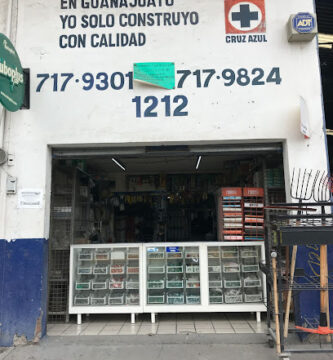 EN GUANAJUATO
YO SOLO CONSTRUYO
CON CALIDAD
CRUZ AZUL
ADT
717·9301
717·9824
1212